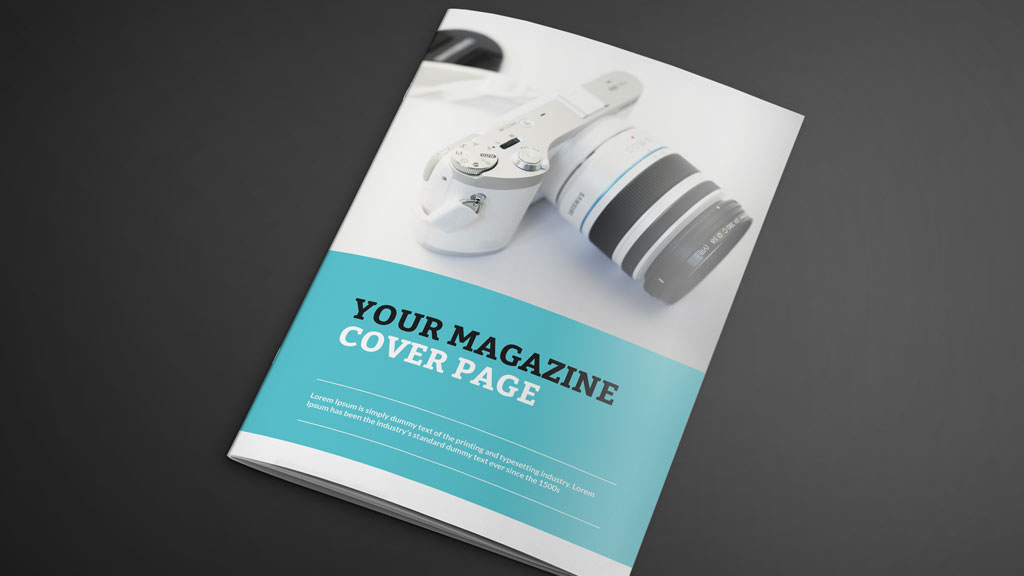 YOUR MAGAZINE
COVER PAGE
Lorem Ipsum is simply dummy text of the printing and typesetting industry. Lorem
Ipsum has been the industry's standard dummy text ever since the 1500s